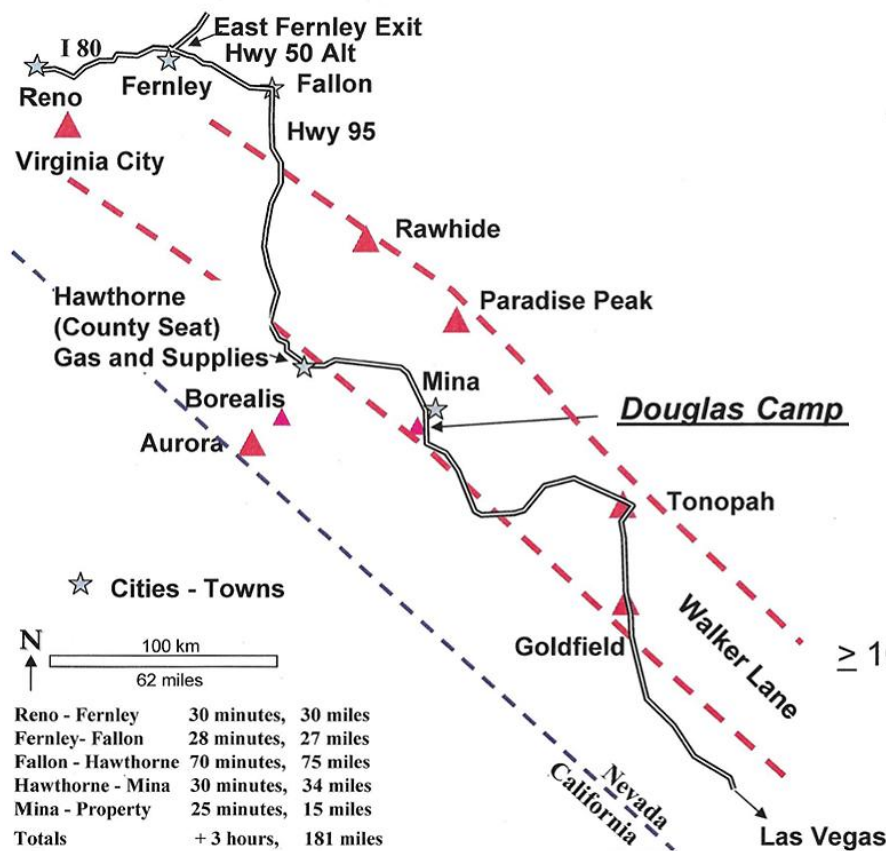 East Fernley Exit
I 80
Hwy 50 Alt
Reno
Fernley
Fallon
Hwy 95
Virginia City
Rawhide
Hawthorne
(County Seat)
Gas and Supplies
Paradise Peak
Mina
Borealis
Douglas Camp
Aurora
Tonopah
Cities - Towns
Walker Lane
N
100 km
62 miles
Goldfield
≥ 1
Reno - Fernley 30 minutes, 30 miles
Fernley- Fallon 28 minutes, 27 miles
Fallon - Hawthorne 70 minutes, 75 miles
Hawthorne - Mina 30 minutes, 34 miles
Mina - Property 25 minutes, 15 miles
Totals + 3 hours, 181 miles
Nevada
California
Las Vegas